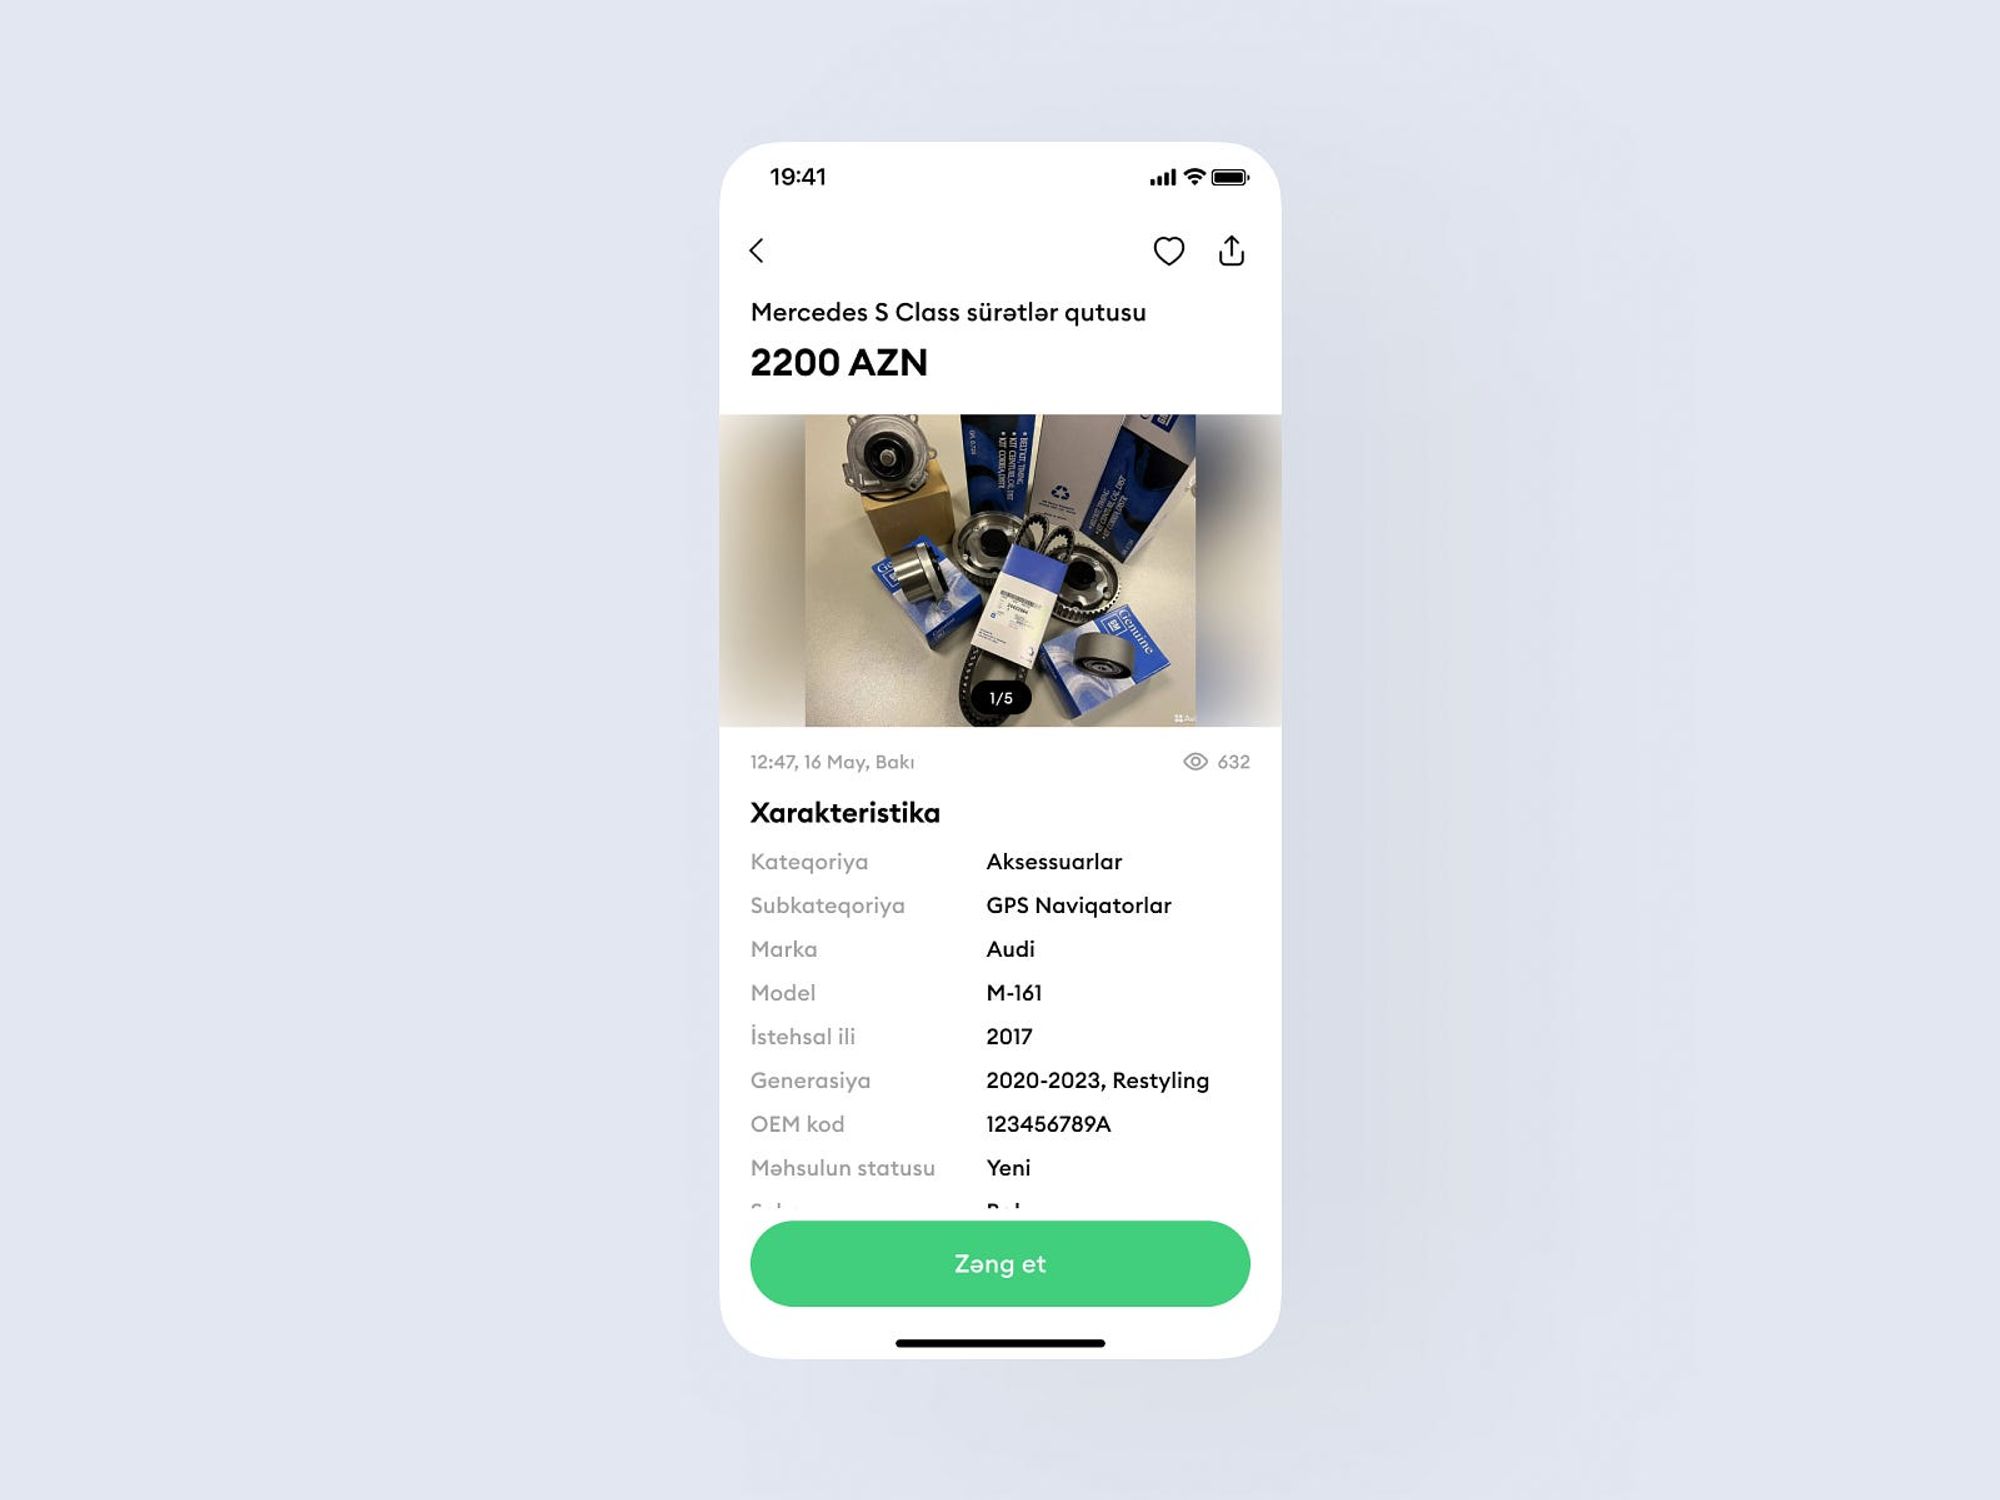 19:41
Mercedes S Class sürətlər qutusu
2200 AZN
Genuine
GM
1/5
12:47, 16 May, Bakı
632
Xarakteristika
Kateqoriya Aksessuarlar
Subkateqoriya GPS Naviqatorlar
Marka Audi
Model M-161
İstehsal ili 2017
Generasiya 2020-2023, Restyling
OEM kod 123456789A
Məhsulun statusu Yeni
Zəng et